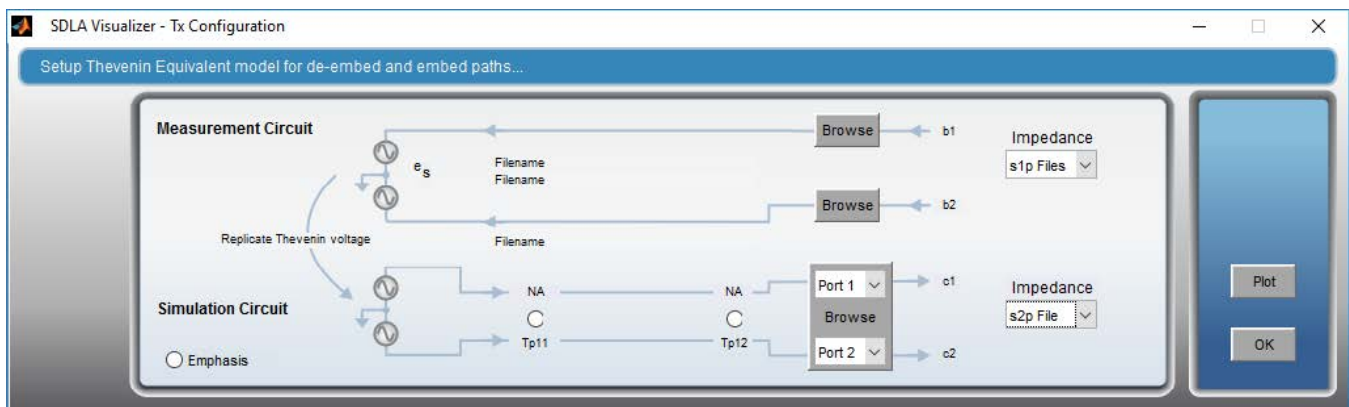 SDLA Visualizer - Tx Configuration
Setup Thevenin Equivalent model for de-embed and embed paths...
Measurement Circuit
Browse
b1
Impedance
s1p Files
es
Filename
Filename
Browse
b2
Replicate Thevenin voltage
Filename
Simulation Circuit
NA
NA
Port 1
c1
Impedance
Browse
s2p File
Tp11
Tp12
Port 2
c2
Emphasis
Plot
OK